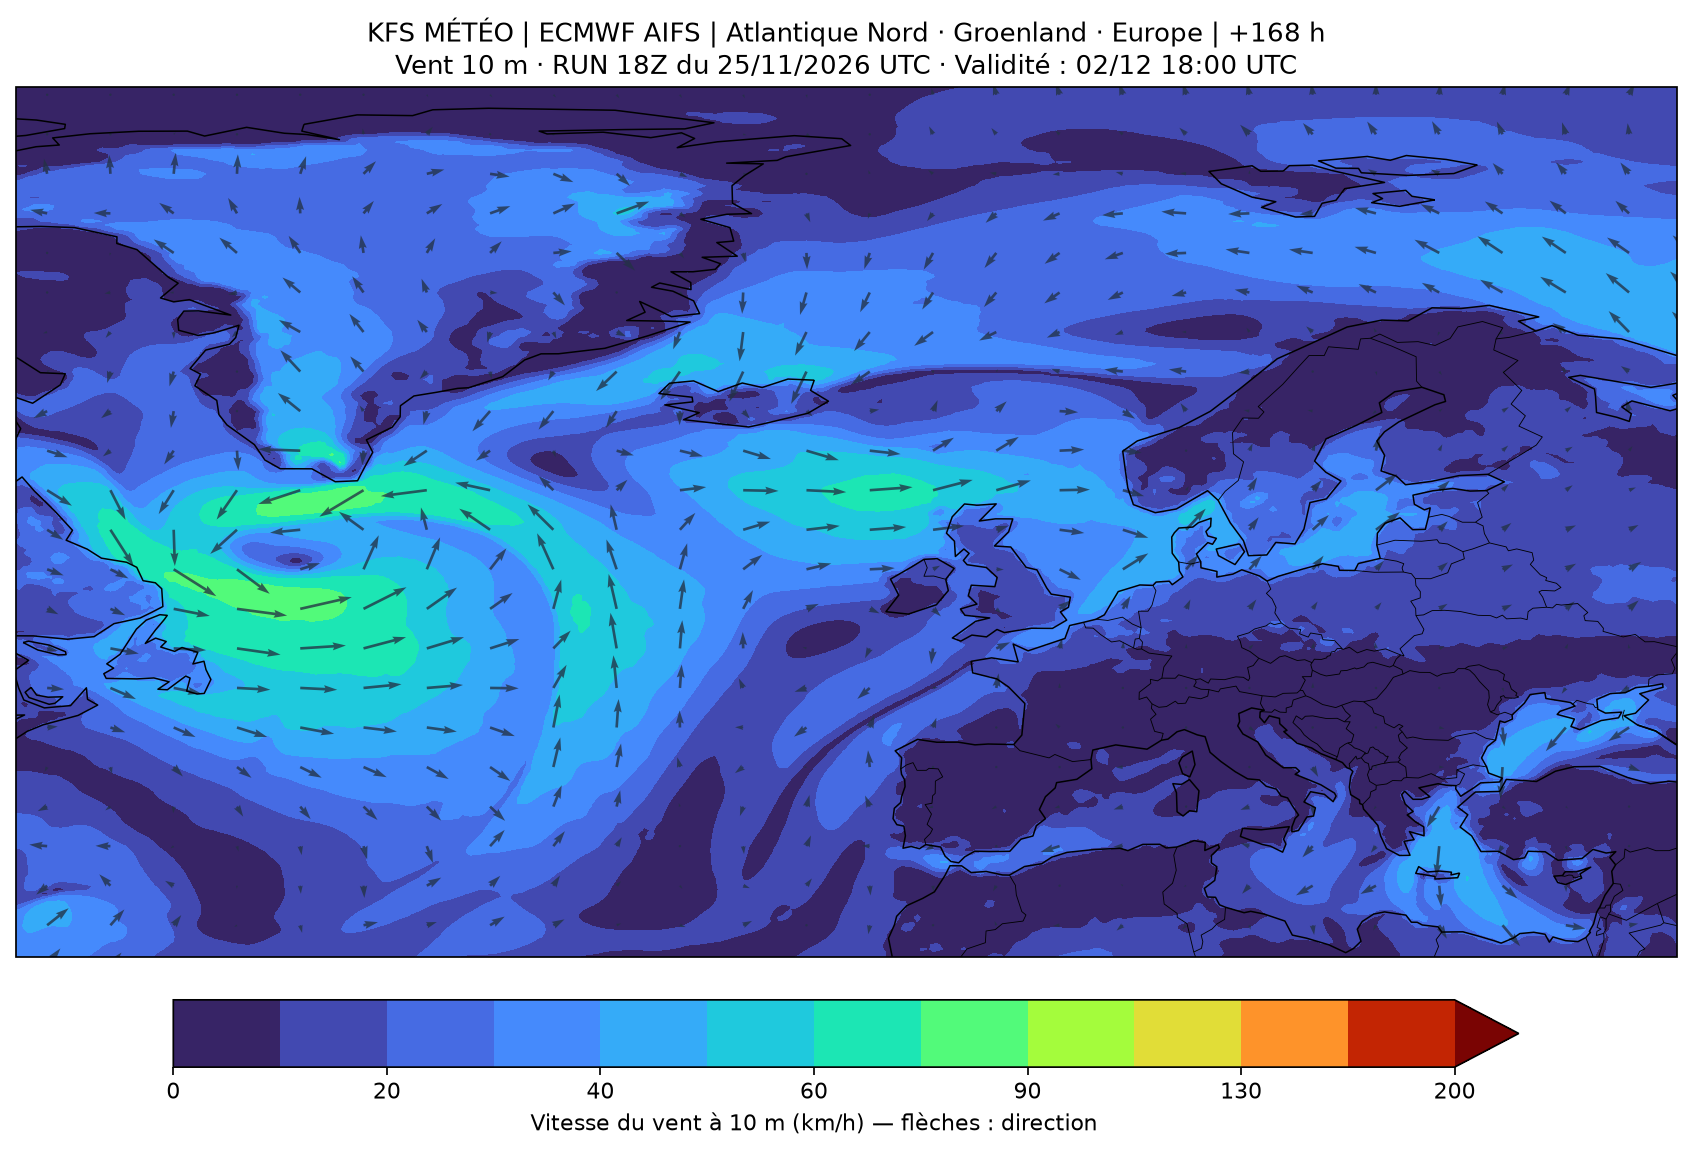 KFS MÉTÉO | ECMWF AIFS | Atlantique Nord · Groenland · Europe | +168 h
Vent 10 m · RUN 18Z du 25/11/2026 UTC · Validité : 02/12 18:00 UTC
0 20 40 60 90 130 200
Vitesse du vent à 10 m (km/h) — flèches : direction